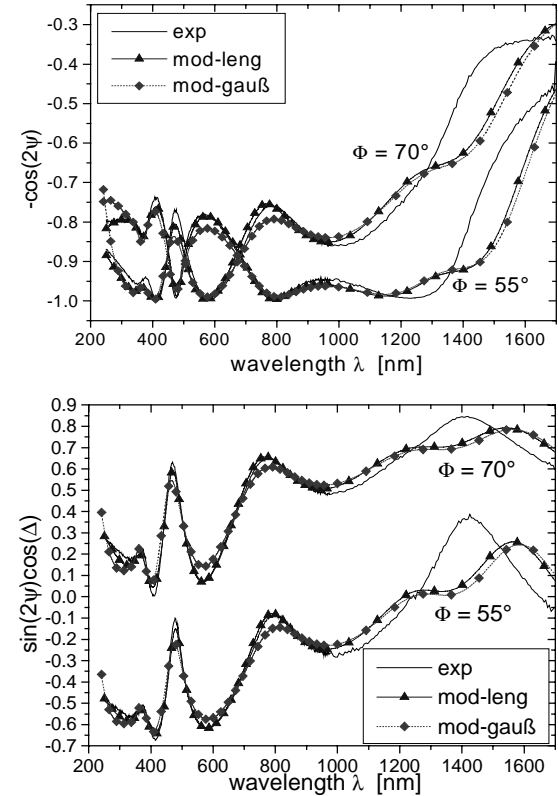 -0.3
-0.4
-0.5
-0.6
-0.7
-0.8
-0.9
-1.0
-cos(2ψ)
exp
mod-leng
mod-gauß
Φ = 70°
Φ = 55°
200 400 600 800 1000 1200 1400 1600
wavelength λ [nm]
0.9
0.8
0.7
0.6
0.5
0.4
0.3
0.2
0.1
0.0
-0.1
-0.2
-0.3
-0.4
-0.5
-0.6
-0.7
sin(2ψ)cos(Δ)
Φ = 70°
Φ = 55°
exp
mod-leng
mod-gauß
200 400 600 800 1000 1200 1400 1600
wavelength λ [nm]